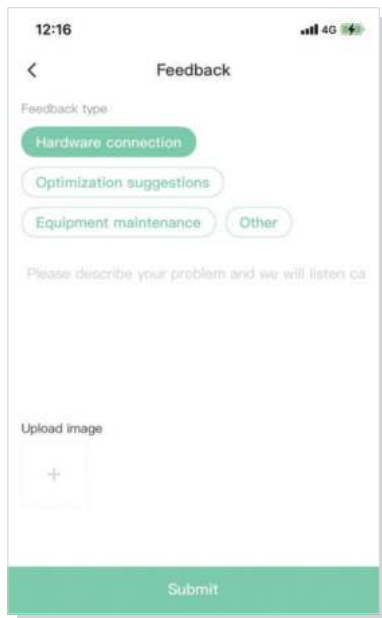 12:16 4G
Feedback
Feedback type
Hardware connection
Optimization suggestions
Equipment maintenance Other
Please describe your problem and we will listen ca
Upload image
+
Submit